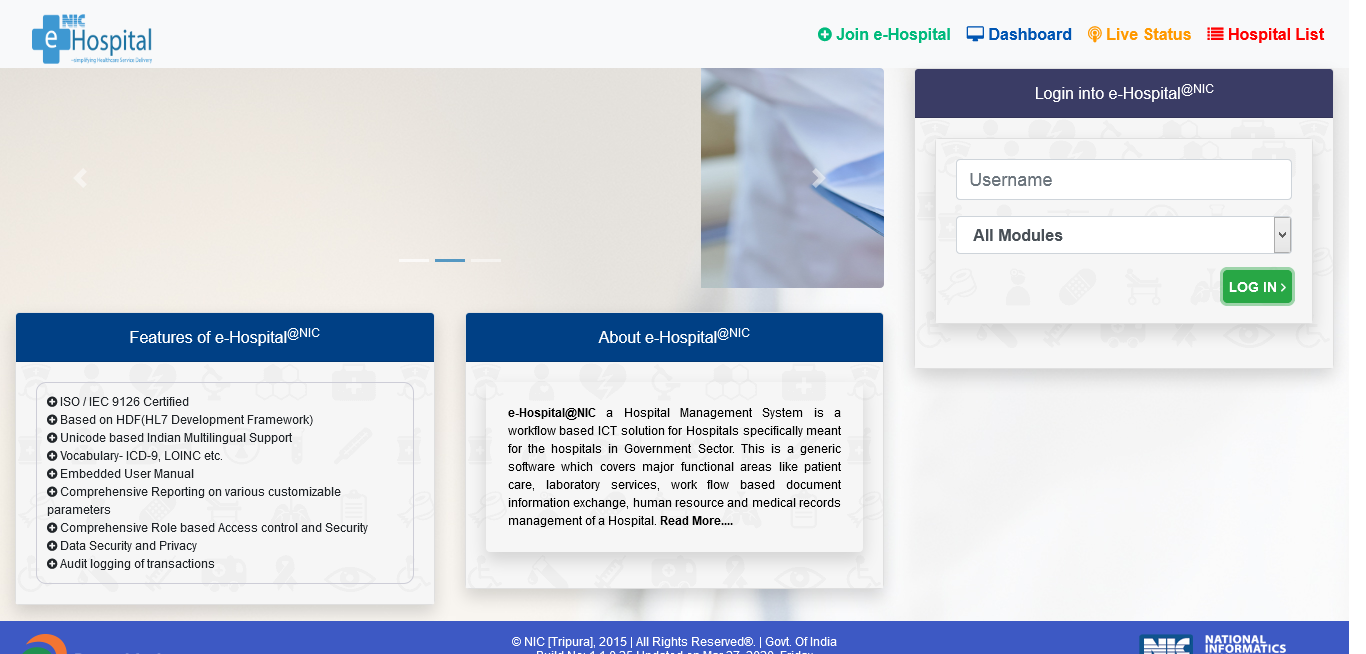 NIC
e Hospital
Join e-Hospital
Dashboard
Live Status
Hospital List
Login into e-Hospital@NIC
Username
All Modules
LOG IN
Features of e-Hospital@NIC
ISO / IEC 9126 Certified
Based on HDF(HL7 Development Framework)
Unicode based Indian Multilingual Support
Vocabulary- ICD-9, LOINC etc.
Embedded User Manual
Comprehensive Reporting on various customizable
parameters
Comprehensive Role based Access control and Security
Data Security and Privacy
Audit logging of transactions
About e-Hospital@NIC
e-Hospital@NIC a Hospital Management System is a
workflow based ICT solution for Hospitals specifically meant
for the hospitals in Government Sector. This is a generic
software which covers major functional areas like patient
care, laboratory services, work flow based document
information exchange, human resource and medical records
management of a Hospital. Read More....
© NIC [Tripura], 2015 | All Rights Reserved®. | Govt. Of India
NIC
NATIONAL
INFORMATICS